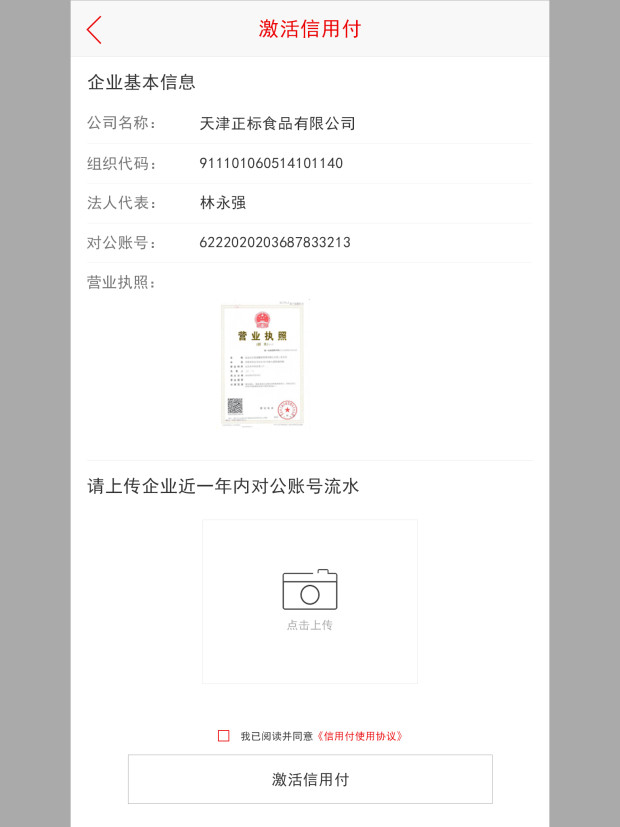 激活信用付
企业基本信息
公司名称: 天津正标食品有限公司
组织代码: 911101060514101140
法人代表: 林永强
对公账号: 6222020203687833213
营业执照:
营业执照
请上传企业近一年内对公账号流水
点击上传
我已阅读并同意《信用付使用协议》
激活信用付